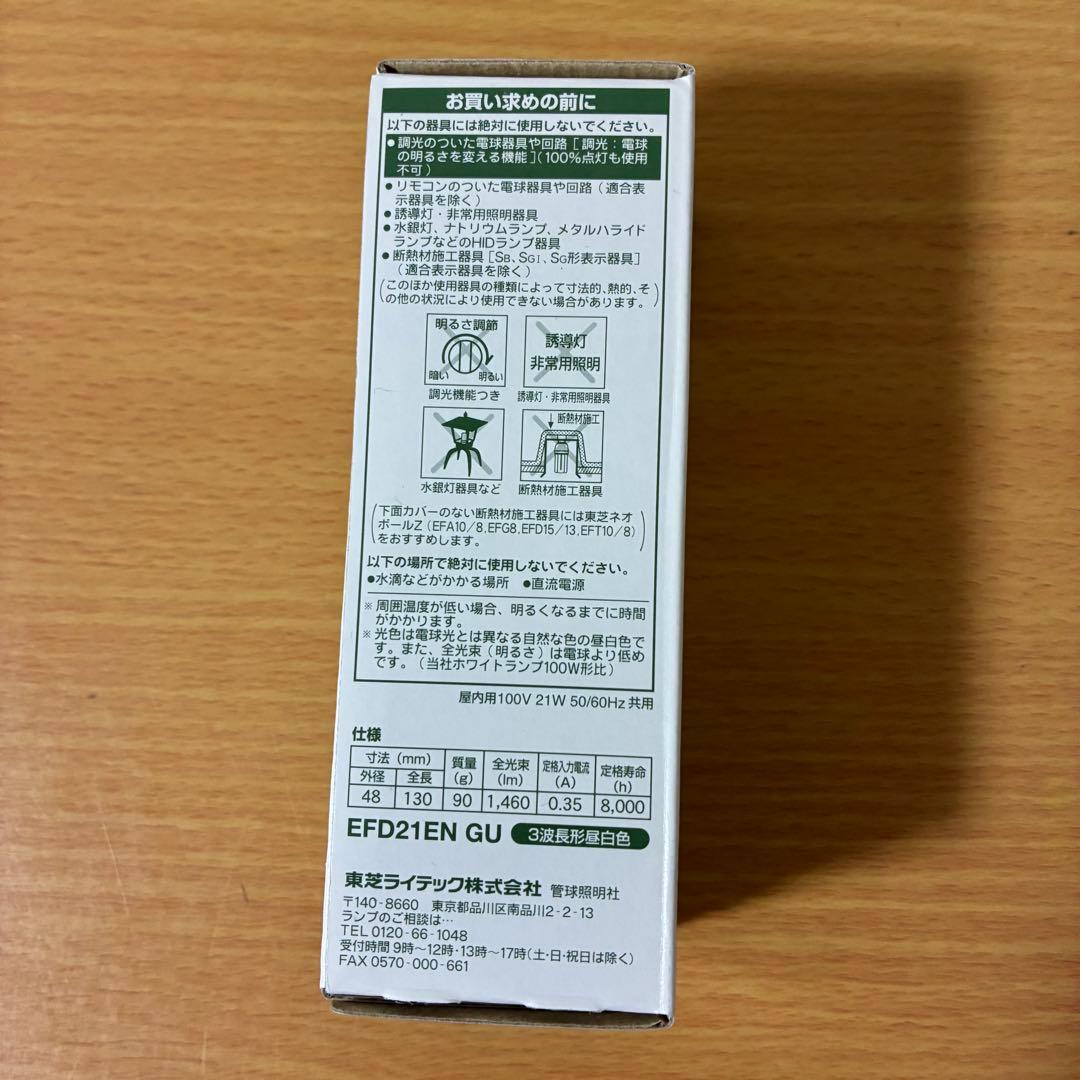 お買い求めの前に
以下の器具には絶対に使用しないでください。
●調光のついた電球器具や回路[調光：電球
の明るさを変える機能](100%点灯も使用
不可)
●リモコンのついた電球器具や回路（適合表
示器具を除く）
●誘導灯・非常用照明器具
●水銀灯、ナトリウムランプ、メタルハライド
ランプなどのHIDランプ器具
●断熱材施工器具[SB、SGI、SG形表示器具]
（適合表示器具を除く）
(このほか使用器具の種類によって寸法的、熱的、そ
の他の状況により使用できない場合があります。)
明るさ調節
暗い 明るい
調光機能つき
誘導灯
非常用照明
誘導灯・非常用照明器具
水銀灯器具など
断熱材施工
断熱材施工器具
(下面カバーのない断熱材施工器具には東芝ネオ
ボールZ（EFA10/8,EFG8,EFD15/13,EFT10/8）
をおすすめします。)
以下の場所で絶対に使用しないでください。
●水滴などがかかる場所 ●直流電源
※周囲温度が低い場合、明るくなるまでに時間
がかかります。
※光色は電球光とは異なる自然な色の昼白色で
す。また、全光束（明るさ）は電球より低め
です。（当社ホワイトランプ100W形比）
屋内用100V 21W 50/60Hz 共用
仕様
寸法（mm） 質量(g) 全光束(lm) 定格入力電流(A) 定格寿命(h)
外径 全長
48 130 90 1,460 0.35 8,000
EFD21EN GU 3波長形昼白色
東芝ライテック株式会社 管球照明社
〒140-8660 東京都品川区南品川2-2-13
ランプのご相談は…
TEL 0120-66-1048
受付時間 9時〜12時・13時〜17時(土・日・祝日は除く)
FAX 0570-000-661